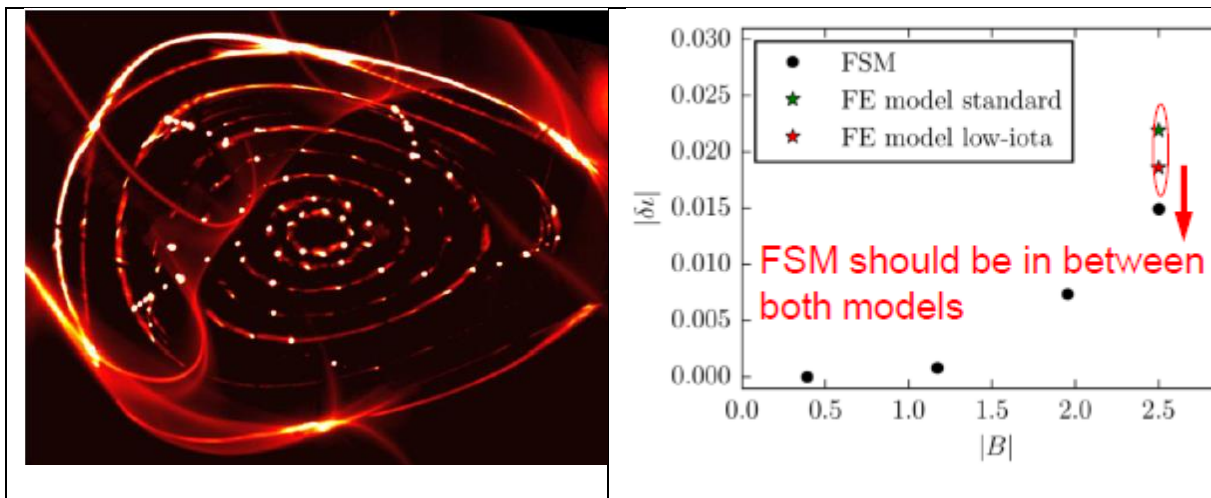 0.030
0.025
0.020
0.015
0.010
0.005
0.000
|δι|
FSM
FE model standard
FE model low-iota
FSM should be in between
both models
0.0 0.5 1.0 1.5 2.0 2.5
|B|